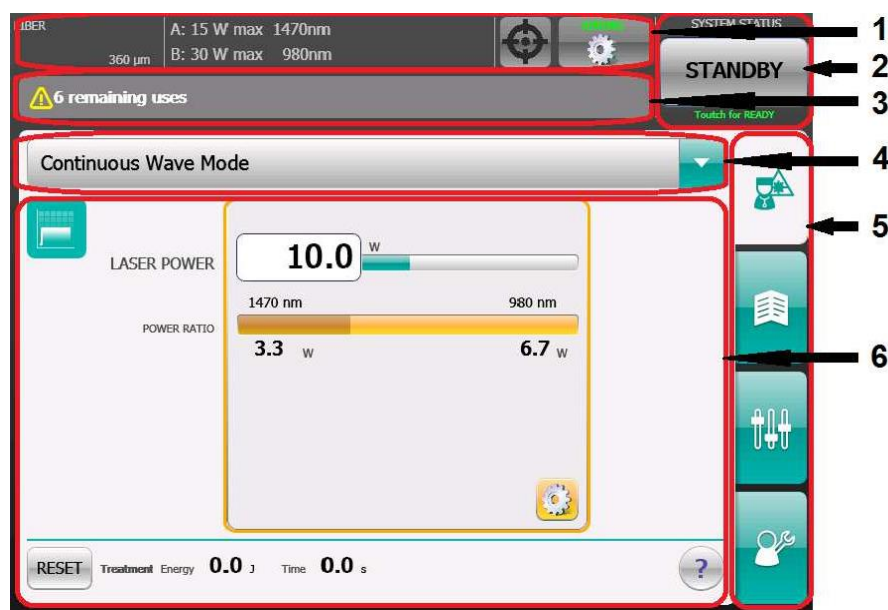 A: 15 W max 1470nm
360 µm B: 30 W max 980nm
SYSTEM STATUS
STANDBY
Toutch for READY
6 remaining uses
Continuous Wave Mode
LASER POWER 10.0 W
1470 nm 980 nm
POWER RATIO
3.3 W 6.7 W
RESET Treatment Energy 0.0 J Time 0.0 s ?
1
2
3
4
5
6